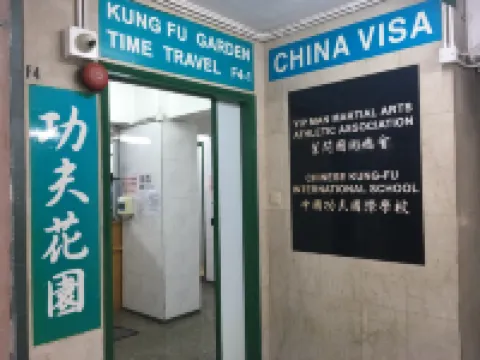 KUNG FU GARDEN
TIME TRAVEL F4-1
CHINA VISA
F4
功夫花園
YIP MAN MARTIAL ARTS
ATHLETIC ASSOCIATION
葉問國術總會
CHINESE KUNG-FU
INTERNATIONAL SCHOOL
中國功夫國際學校